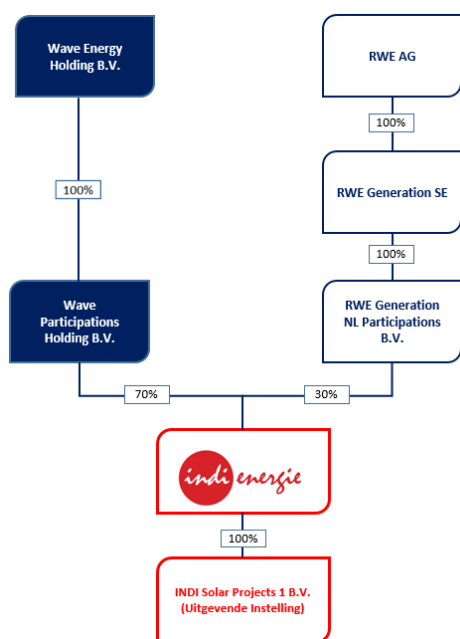 Wave Energy
Holding B.V.
RWE AG
100%
RWE Generation SE
100%
100%
Wave
Participations
Holding B.V.
RWE Generation
NL Participations
B.V.
70%
30%
indi energie
100%
INDI Solar Projects 1 B.V.
(Uitgevende Instelling)